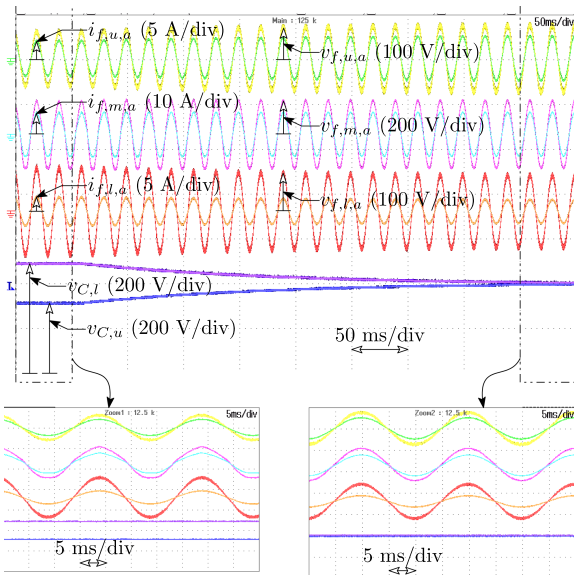 Main : 125 k
50ms/div
i_{f,u,a} (5 A/div)
v_{f,u,a} (100 V/div)
i_{f,m,a} (10 A/div)
v_{f,m,a} (200 V/div)
i_{f,l,a} (5 A/div)
v_{f,l,a} (100 V/div)
v_{C,l} (200 V/div)
v_{C,u} (200 V/div)
50 ms/div
Zoom1 : 12.5 k
5ms/div
Zoom2 : 12.5 k
5ms/div
5 ms/div
5 ms/div